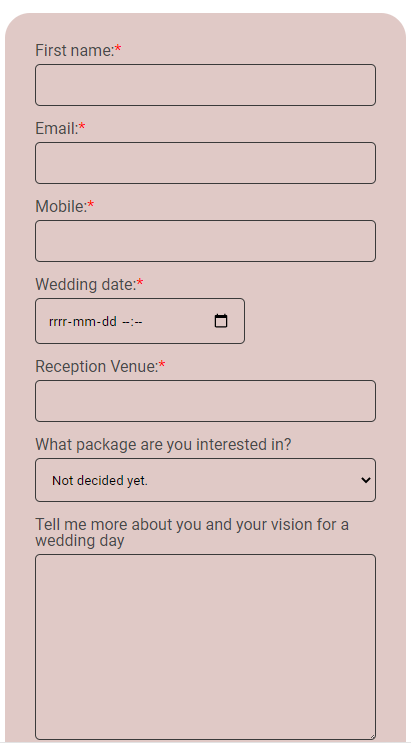 First name:*
Email:*
Mobile:*
Wedding date:*
rrrr-mm-dd --:--
Reception Venue:*
What package are you interested in?
Not decided yet.
Tell me more about you and your vision for a
wedding day